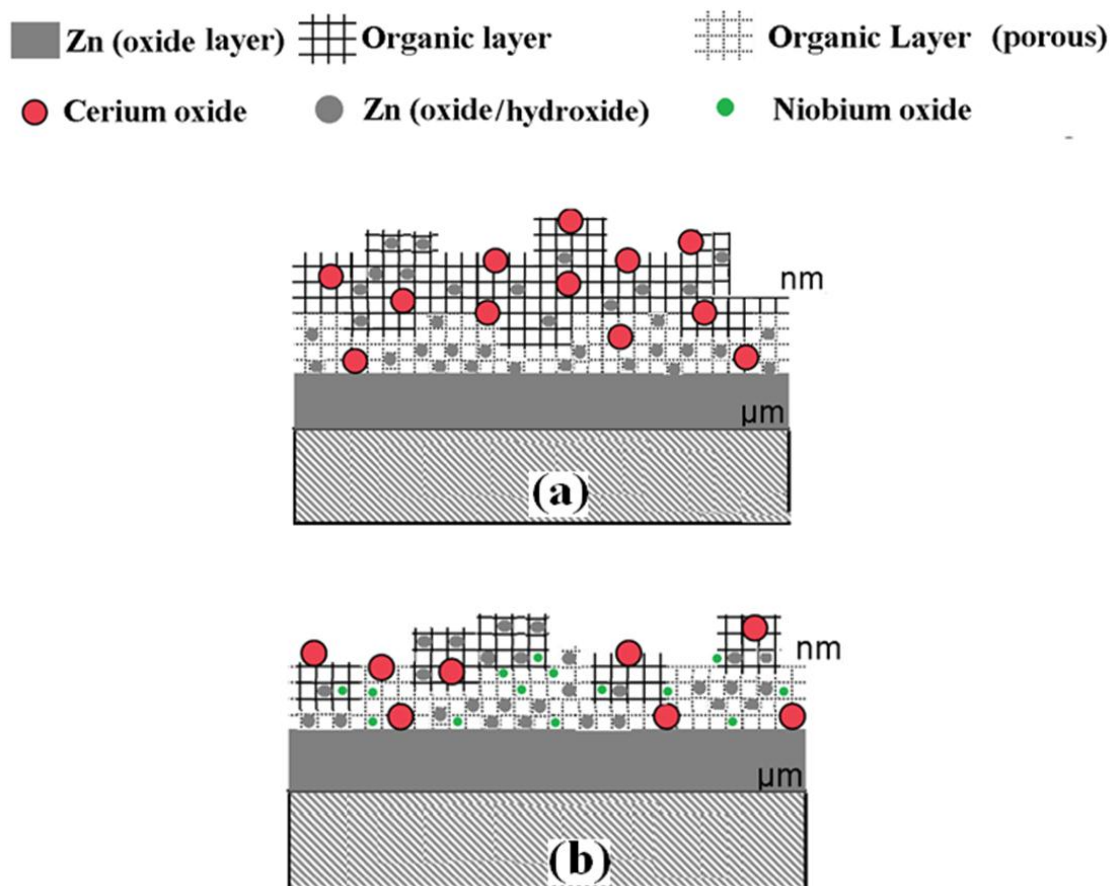 Zn (oxide layer) Organic layer Organic Layer (porous)
Cerium oxide Zn (oxide/hydroxide) Niobium oxide
nm
µm
(a)
nm
µm
(b)